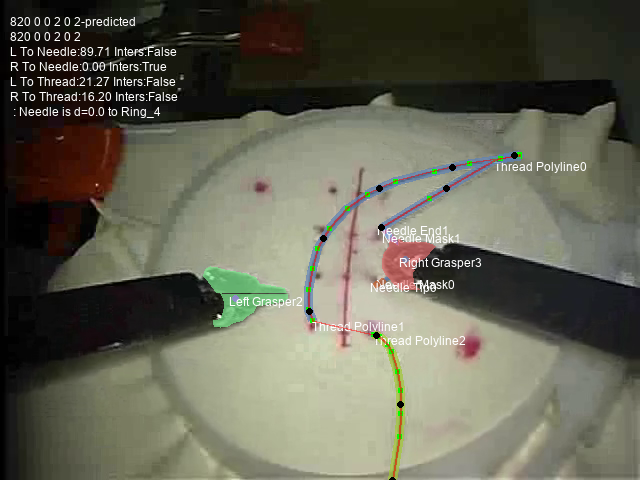 820 0 0 2 0 2-predicted
820 0 0 2 0 2
L To Needle:89.71 Inters:False
R To Needle:0.00 Inters:True
L To Thread:21.27 Inters:False
R To Thread:16.20 Inters:False
: Needle is d=0.0 to Ring_4
Thread Polyline0
Needle End1
Needle Mask1
Right Grasper3
Needle Tip0
Mask0
Left Grasper2
Thread Polyline1
Thread Polyline2